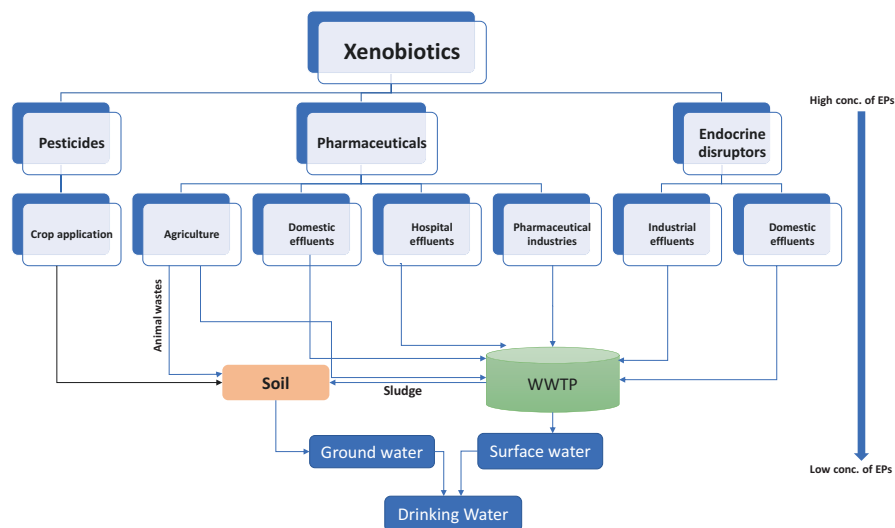 Xenobiotics
High conc. of EPs
Pesticides
Pharmaceuticals
Endocrine
disruptors
Crop application
Agriculture
Domestic
effluents
Hospital
effluents
Pharmaceutical
industries
Industrial
effluents
Domestic
effluents
Animal wastes
Soil
Sludge
WWTP
Ground water
Surface water
Low conc. of EPs
Drinking Water